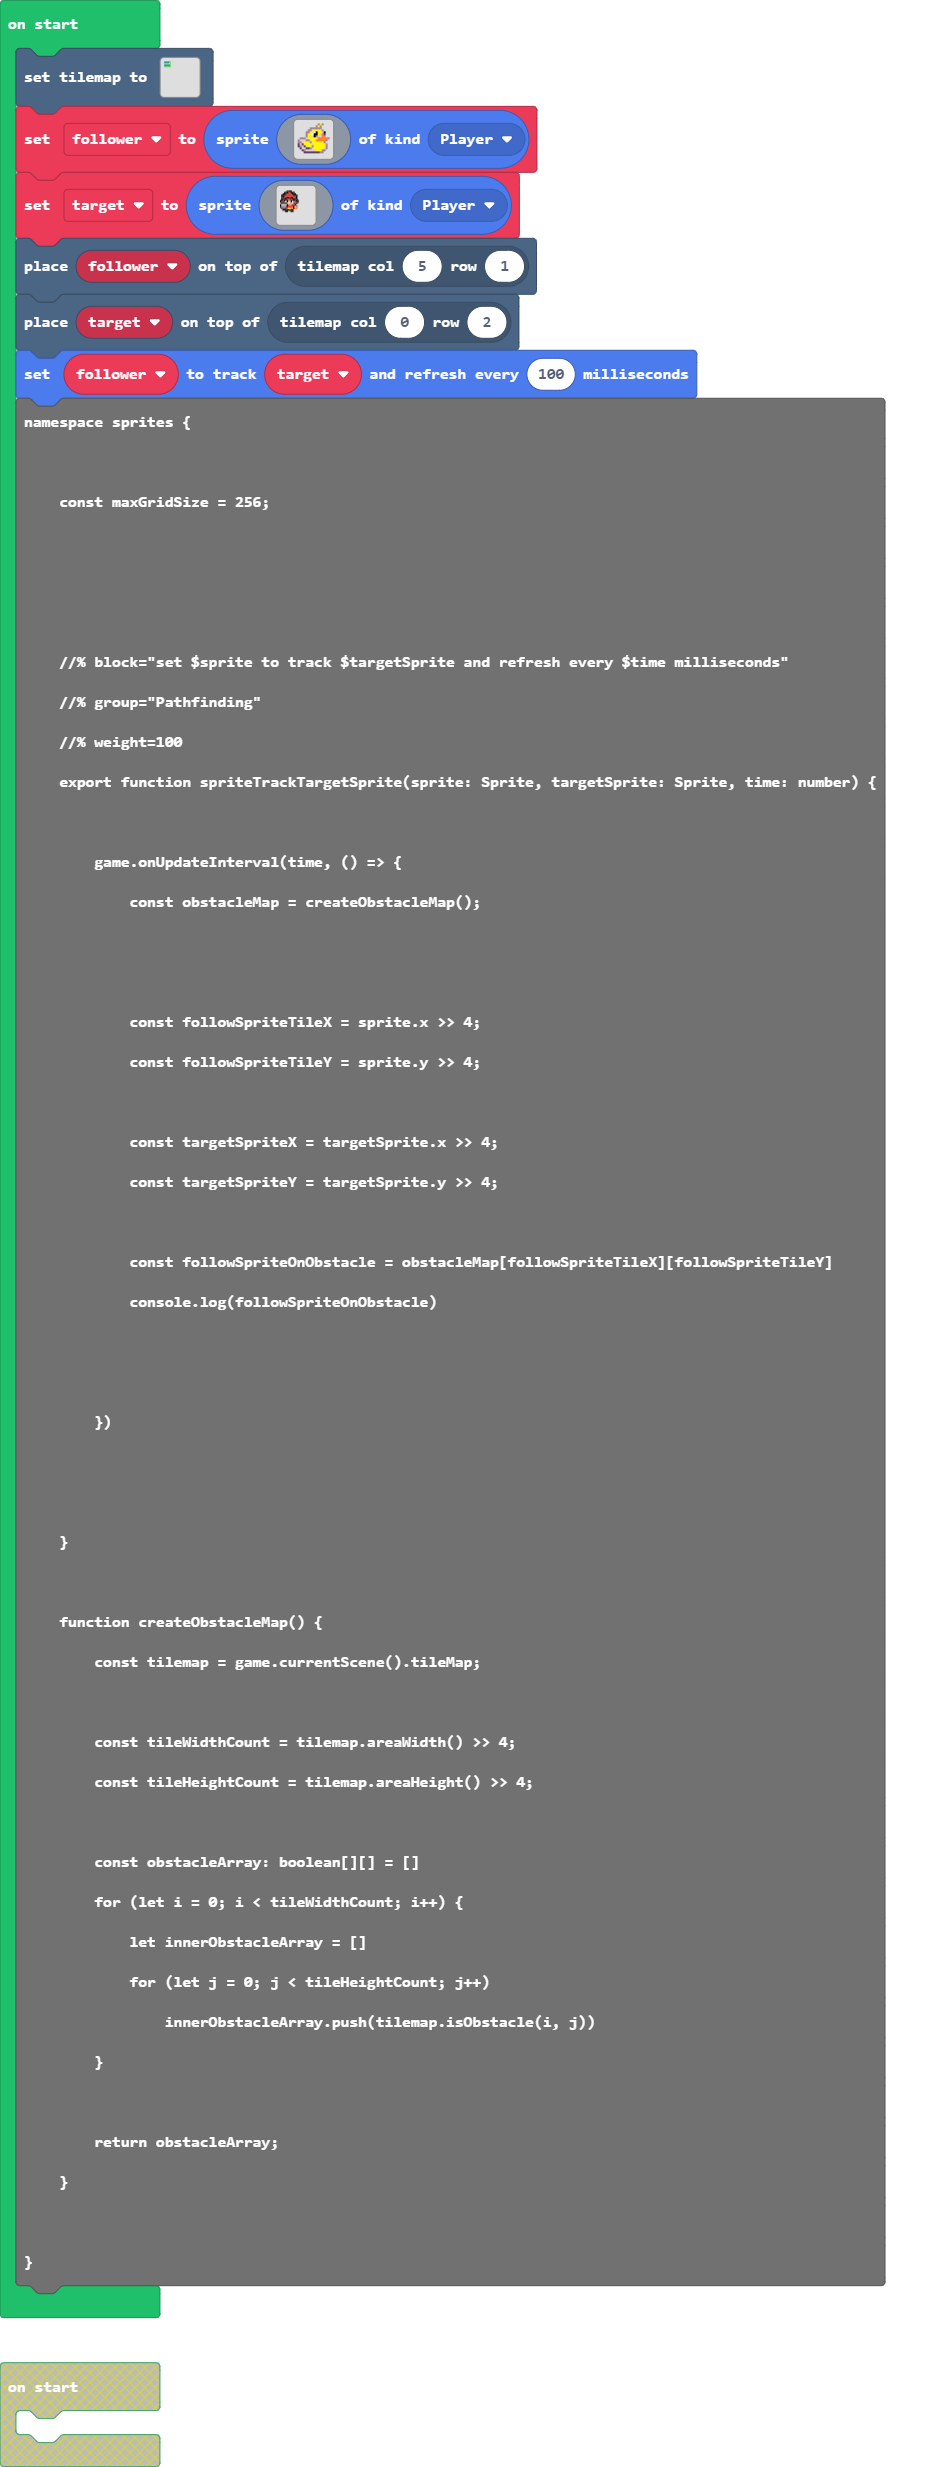 on start
set tilemap to
set follower to sprite of kind Player
set target to sprite of kind Player
place follower on top of tilemap col 5 row 1
place target on top of tilemap col 0 row 2
set follower to track target and refresh every 100 milliseconds
namespace sprites {
const maxGridSize = 256;
//% block="set $sprite to track $targetSprite and refresh every $time milliseconds"
//% group="Pathfinding"
//% weight=100
export function spriteTrackTargetSprite(sprite: Sprite, targetSprite: Sprite, time: number) {
game.onUpdateInterval(time, () => {
const obstacleMap = createObstacleMap();
const followSpriteTileX = sprite.x >> 4;
const followSpriteTileY = sprite.y >> 4;
const targetSpriteX = targetSprite.x >> 4;
const targetSpriteY = targetSprite.y >> 4;
const followSpriteOnObstacle = obstacleMap[followSpriteTileX][followSpriteTileY]
console.log(followSpriteOnObstacle)
})
}
function createObstacleMap() {
const tilemap = game.currentScene().tileMap;
const tileWidthCount = tilemap.areaWidth() >> 4;
const tileHeightCount = tilemap.areaHeight() >> 4;
const obstacleArray: boolean[][] = []
for (let i = 0; i < tileWidthCount; i++) {
let innerObstacleArray = []
for (let j = 0; j < tileHeightCount; j++)
innerObstacleArray.push(tilemap.isObstacle(i, j))
}
return obstacleArray;
}
}
on start